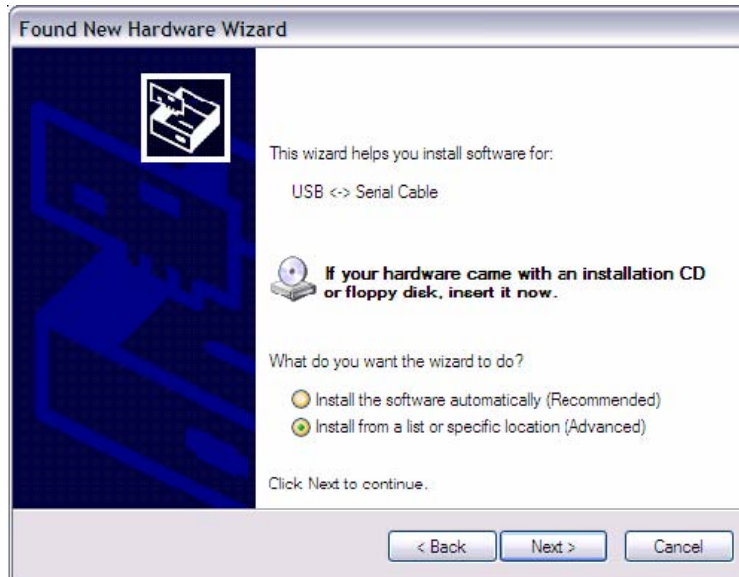 Found New Hardware Wizard
This wizard helps you install software for:
USB <-> Serial Cable
If your hardware came with an installation CD
or floppy disk, insert it now.
What do you want the wizard to do?
Install the software automatically (Recommended)
Install from a list or specific location (Advanced)
Click Next to continue.
< Back Next > Cancel